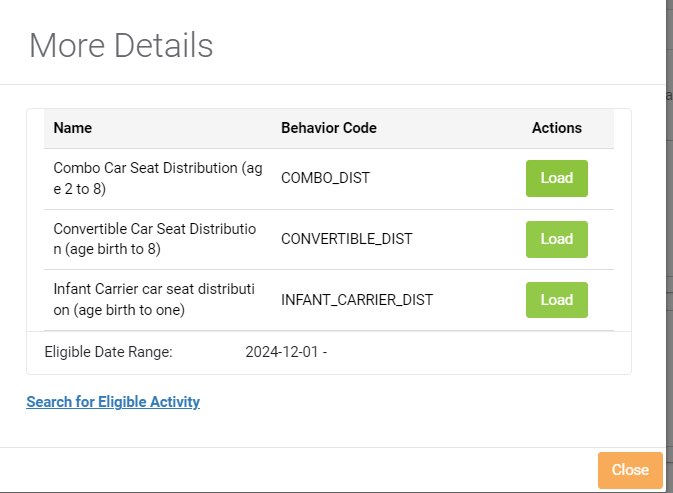 More Details
Name Behavior Code Actions
Combo Car Seat Distribution (ag
e 2 to 8)
COMBO_DIST
Load
Convertible Car Seat Distributio
n (age birth to 8)
CONVERTIBLE_DIST
Load
Infant Carrier car seat distributi
on (age birth to one)
INFANT_CARRIER_DIST
Load
Eligible Date Range: 2024-12-01 -
Search for Eligible Activity
Close